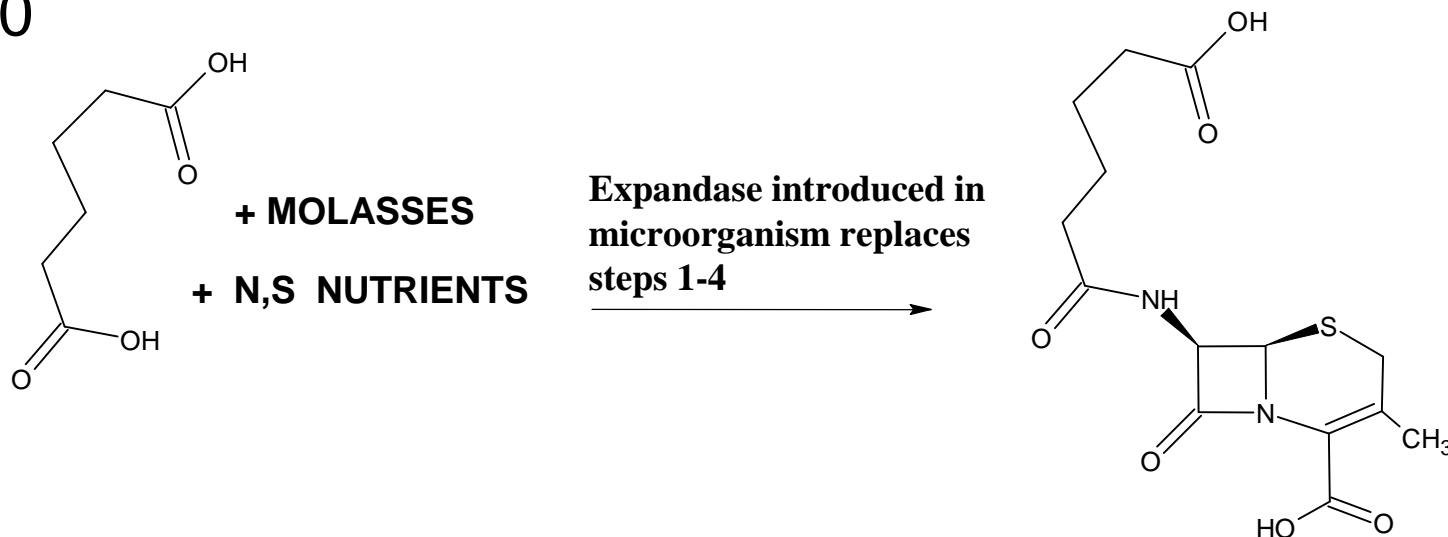 0
OH
O
+ MOLASSES
+ N,S NUTRIENTS
OH
O
Expandase introduced in
microorganism replaces
steps 1-4
OH
O
NH
O
S
N
O
CH3
HO
O